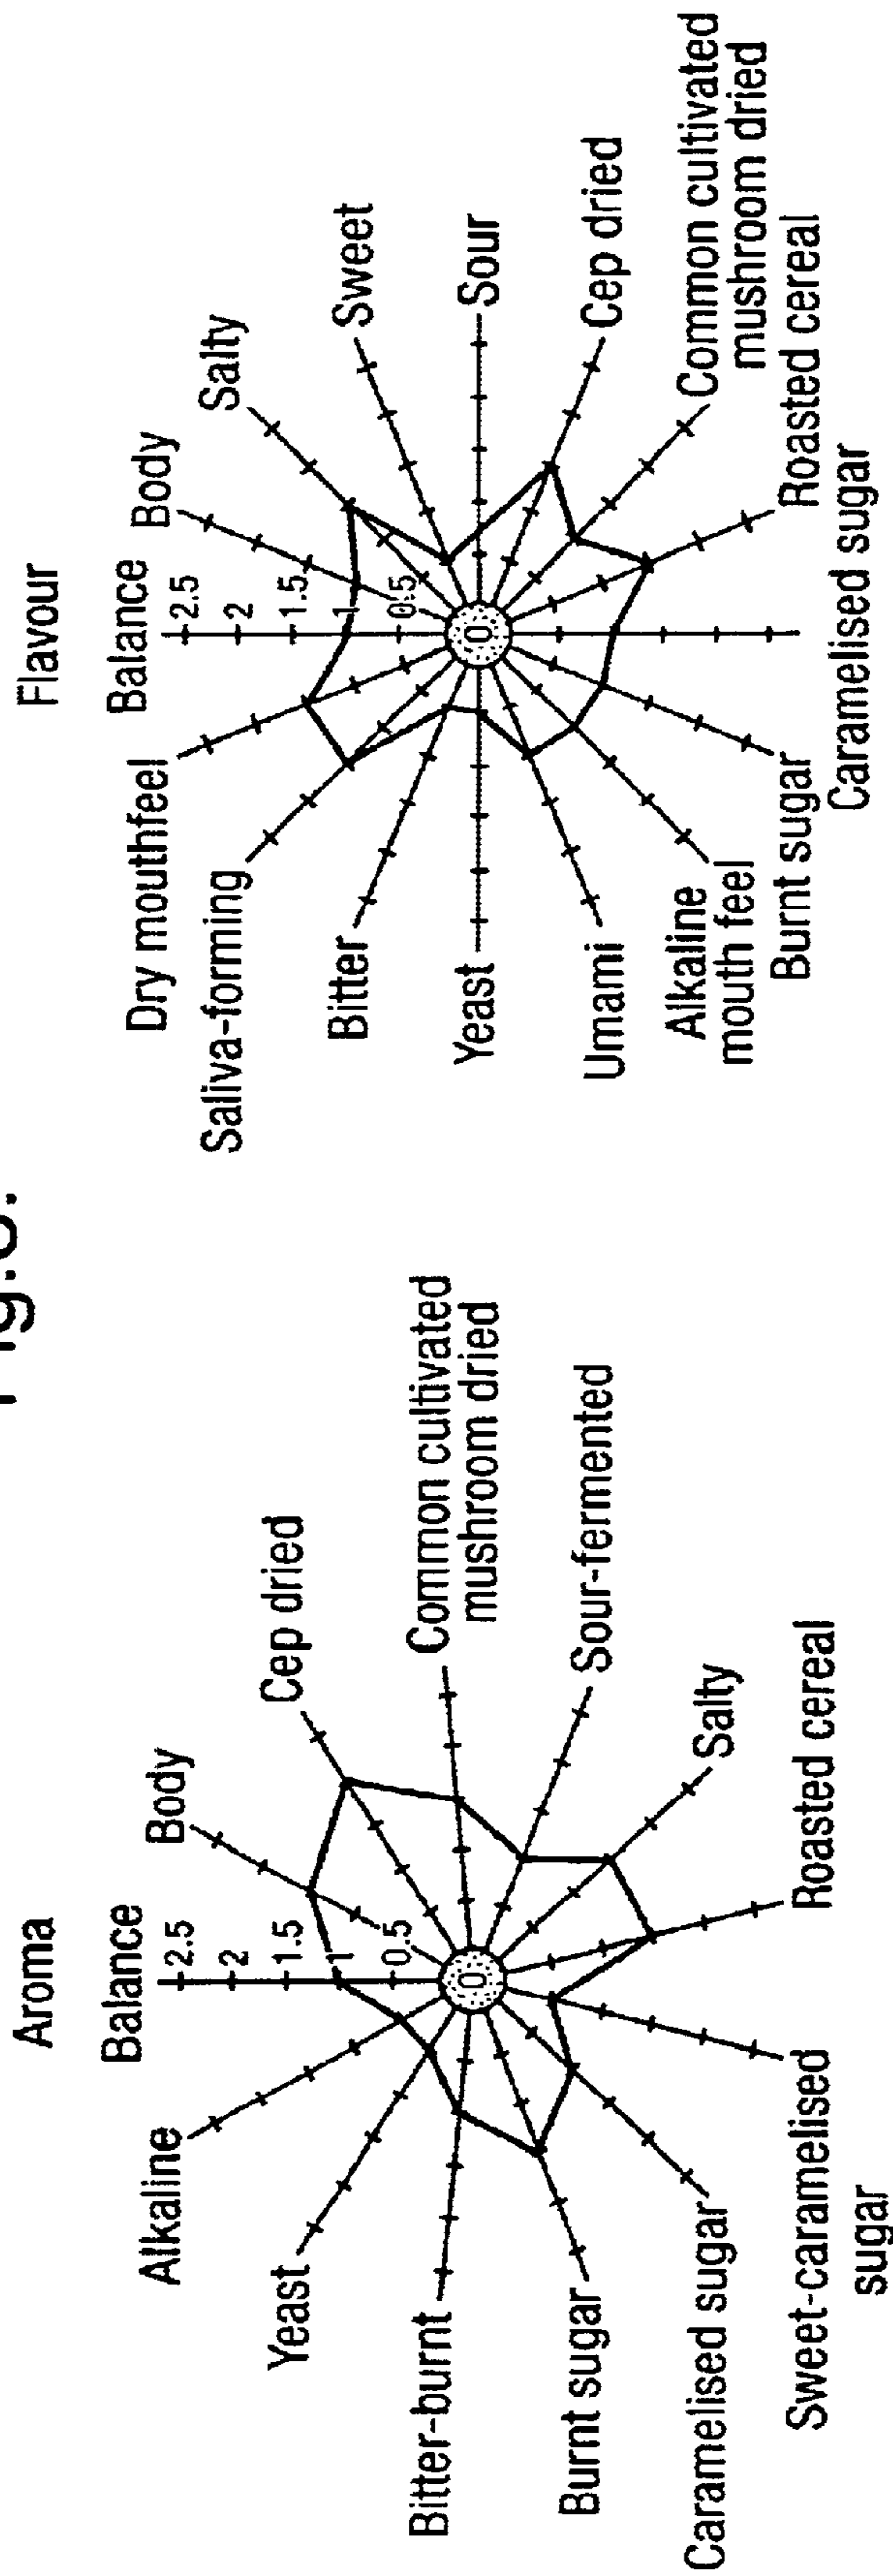 Aroma
Balance
2.5
2
1.5
1
0.5
0
Body
Cep dried
Common cultivated
mushroom dried
Sour-fermented
Salty
Roasted cereal
Sweet-caramelised
sugar
Caramelised sugar
Burnt sugar
Bitter-burnt
Yeast
Alkaline
Flavour
Balance
2.5
2
1.5
1
0.5
0
Body
Salty
Sweet
Sour
Cep dried
Common cultivated
mushroom dried
Roasted cereal
Caramelised sugar
Burnt sugar
Alkaline
mouth feel
Umami
Yeast
Bitter
Saliva-forming
Dry mouthfeel